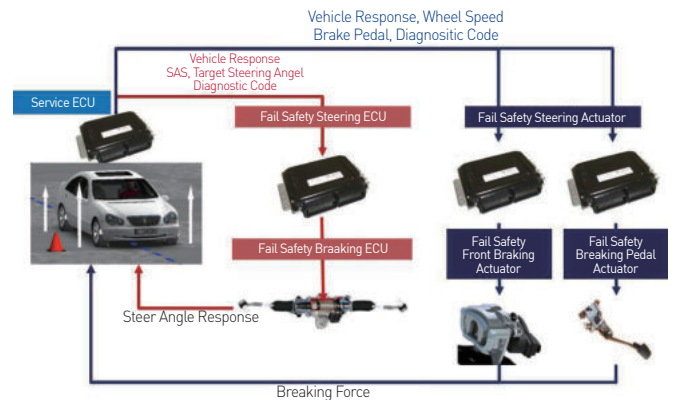 Vehicle Response, Wheel Speed
Brake Pedal, Diagnositic Code
Vehicle Response
SAS, Target Steering Angel
Diagnostic Code
Service ECU
Fail Safety Steering ECU
Fail Safety Steering Actuator
Fail Safety Braaking ECU
Fail Safety
Front Braking
Actuator
Fail Safety
Breaking Pedal
Actuator
Steer Angle Response
Breaking Force